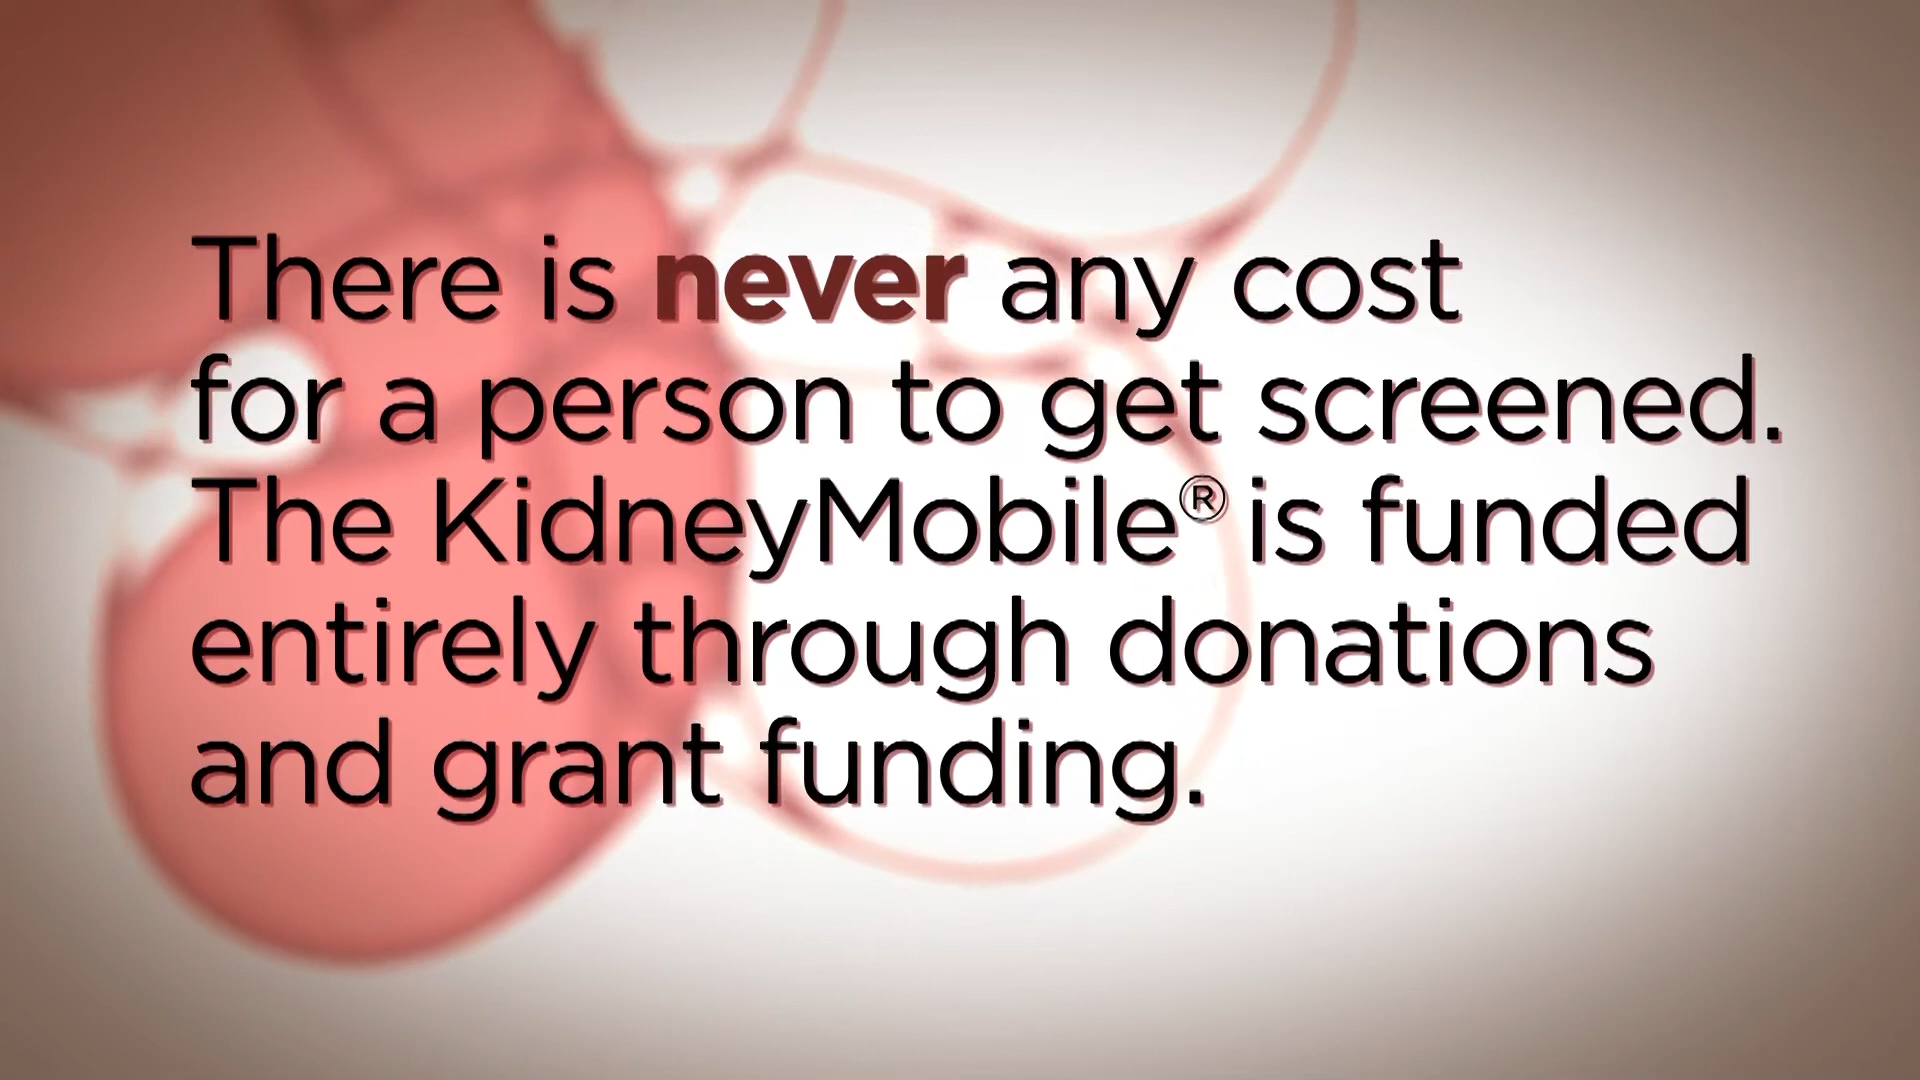 There is never any cost
for a person to get screened.
The KidneyMobile® is funded
entirely through donations
and grant funding.